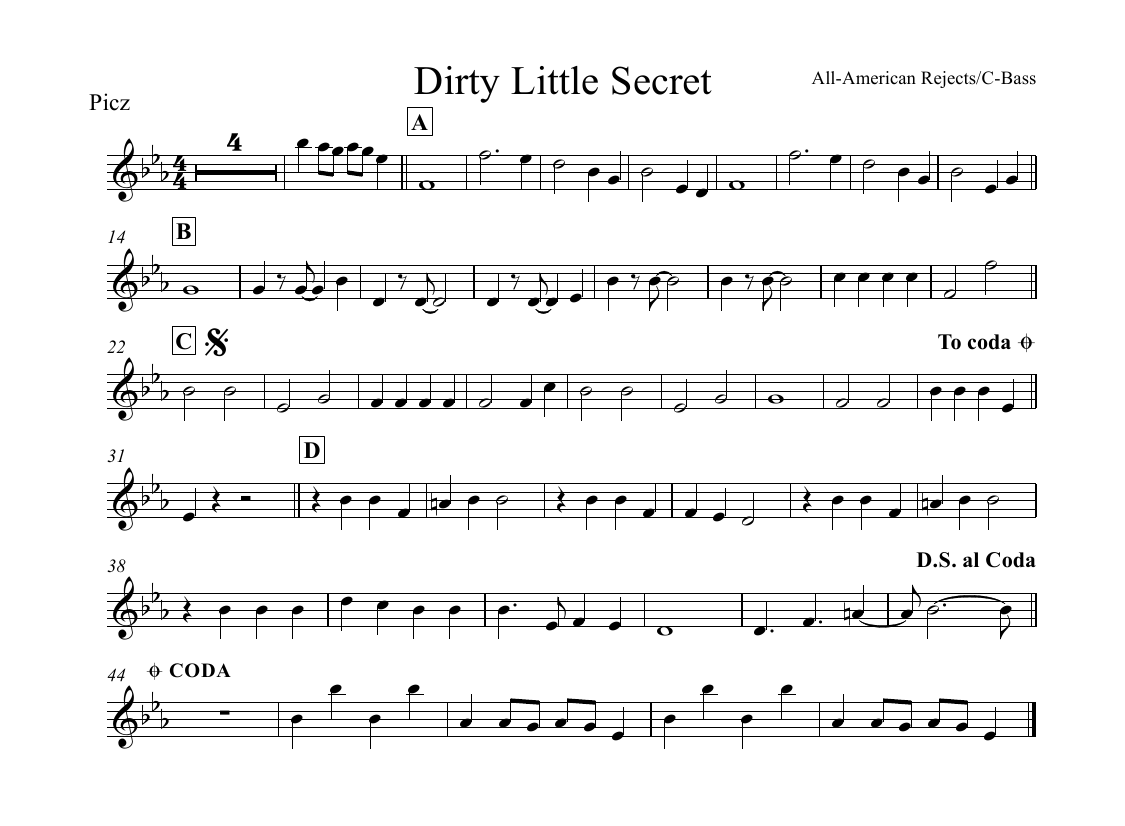 Dirty Little Secret
All-American Rejects/C-Bass
Picz
A
4
4
4
14
B
22
C
To coda
31
D
38
D.S. al Coda
44
CODA